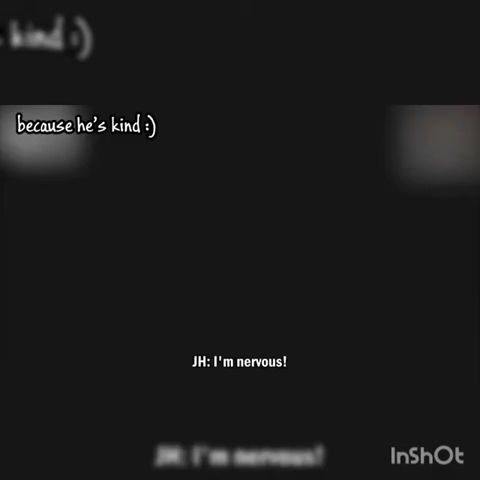 kind :)
because he's kind :)
JH: I'm nervous!
JH: I'm nervous!
InShOt